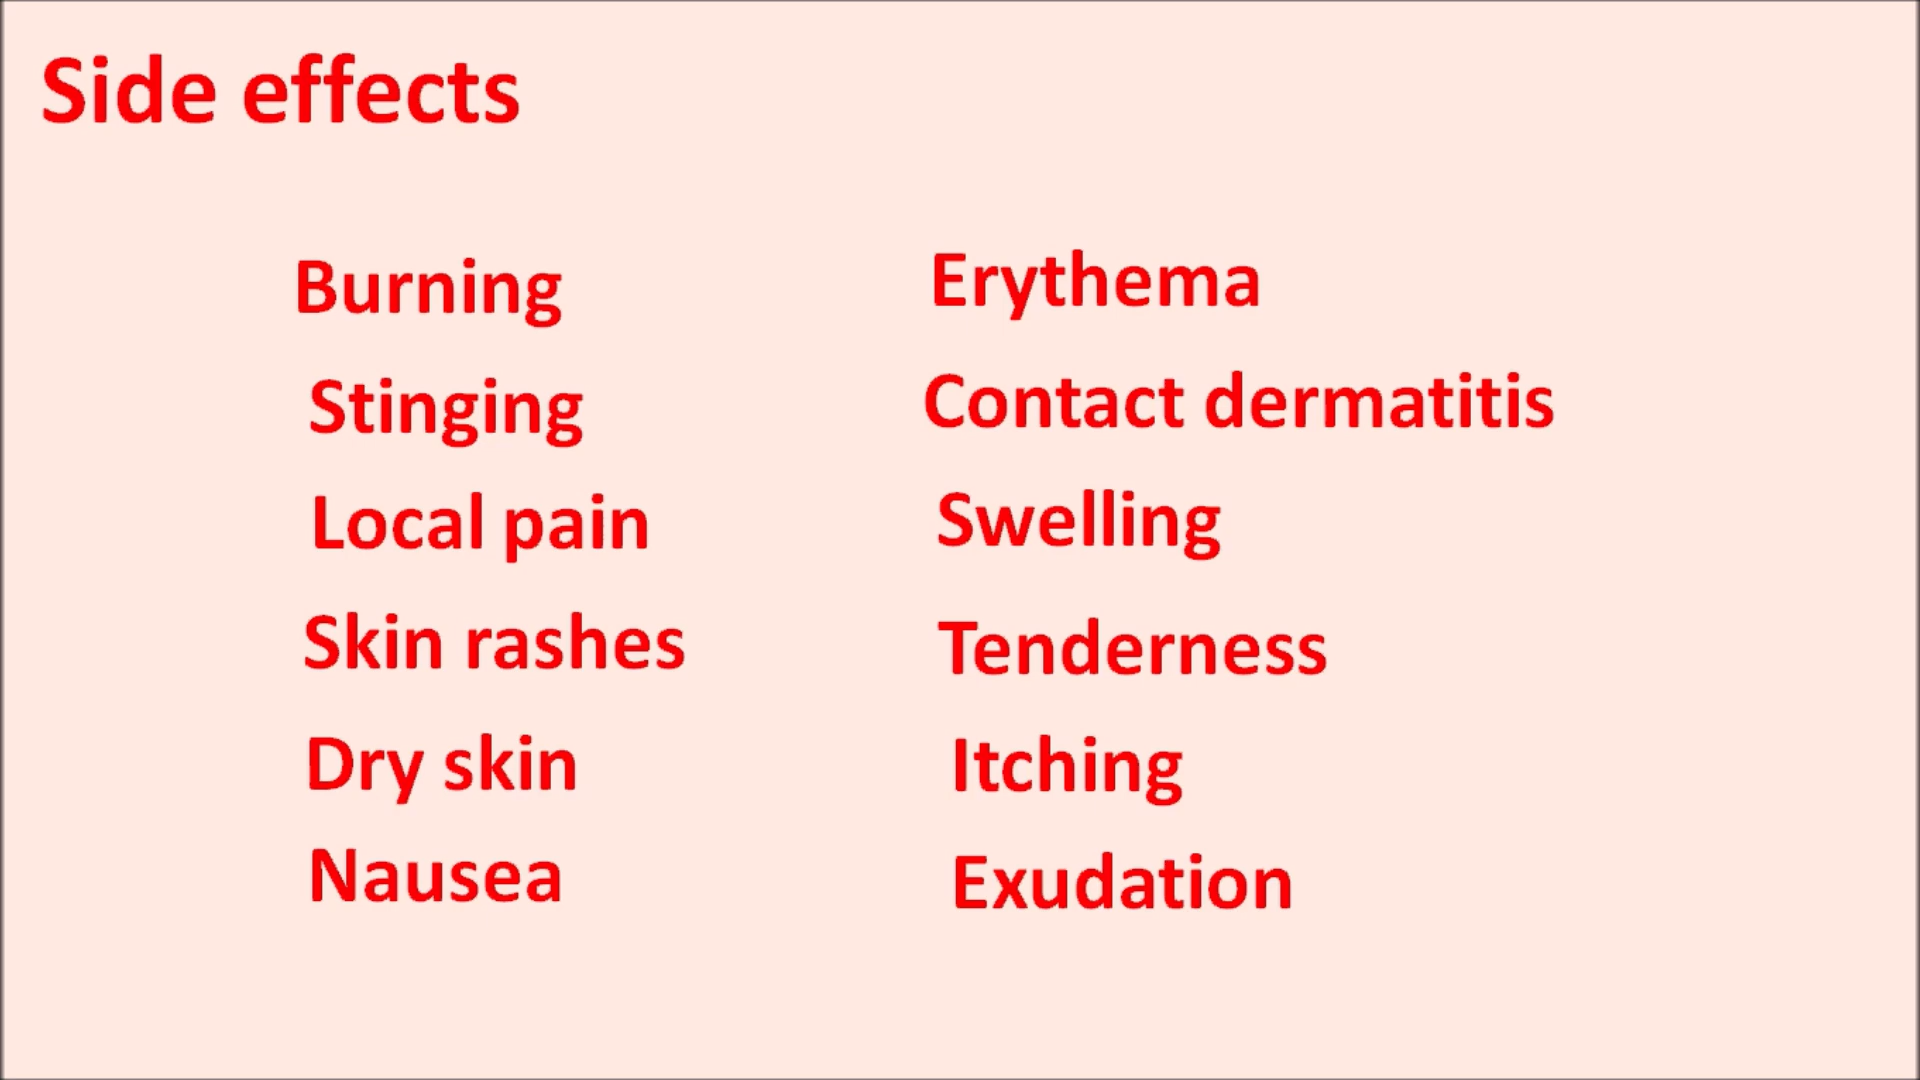 Side effects
Burning
Stinging
Local pain
Skin rashes
Dry skin
Nausea
Erythema
Contact dermatitis
Swelling
Tenderness
Itching
Exudation